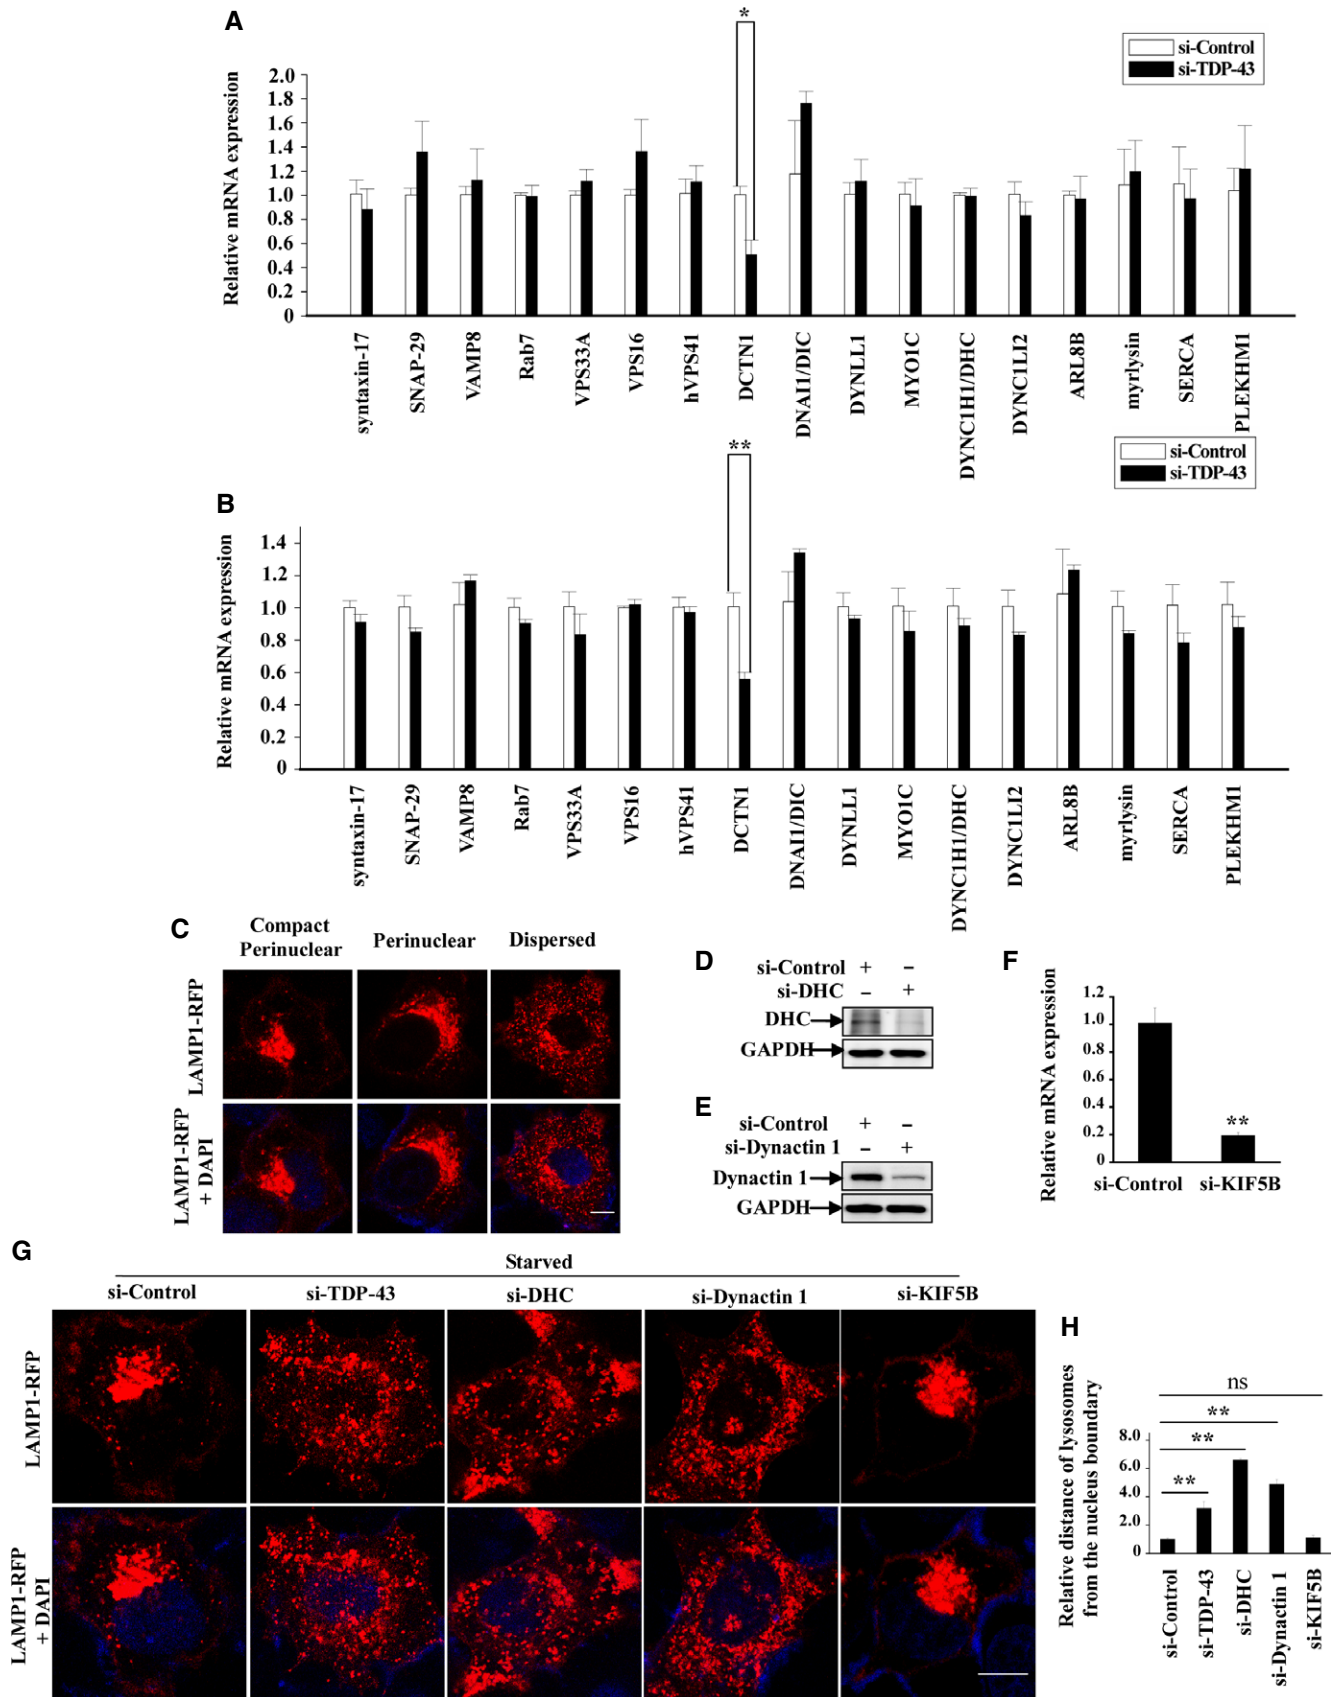 A
*
si-Control
si-TDP-43
Relative mRNA expression
2.0
1.8
1.6
1.4
1.2
1.0
0.8
0.6
0.4
0.2
0
syntaxin-17
SNAP-29
VAMP8
Rab7
VPS33A
VPS16
hVPS41
DCTN1
DNAI1/DIC
DYNLL1
MYO1C
DYNC1H1/DHC
DYNC1LI2
ARL8B
myrlysin
SERCA
PLEKHM1
B
**
si-Control
si-TDP-43
Relative mRNA expression
1.4
1.2
1.0
0.8
0.6
0.4
0.2
0
syntaxin-17
SNAP-29
VAMP8
Rab7
VPS33A
VPS16
hVPS41
DCTN1
DNAI1/DIC
DYNLL1
MYO1C
DYNC1H1/DHC
DYNC1LI2
ARL8B
myrlysin
SERCA
PLEKHM1
C
Compact Perinuclear
Perinuclear
Dispersed
LAMP1-RFP
LAMP1-RFP + DAPI
D
si-Control + −
si-DHC − +
DHC
GAPDH
E
si-Control + −
si-Dynactin 1 − +
Dynactin 1
GAPDH
F
Relative mRNA expression
1.2
1
0.8
0.6
0.4
0.2
0
**
si-Control
si-KIF5B
G
Starved
si-Control
si-TDP-43
si-DHC
si-Dynactin 1
si-KIF5B
LAMP1-RFP
LAMP1-RFP + DAPI
H
Relative distance of lysosomes
from the nucleus boundary
ns
**
**
**
8.0
6.0
4.0
2.0
0
si-Control
si-TDP-43
si-DHC
si-Dynactin 1
si-KIF5B